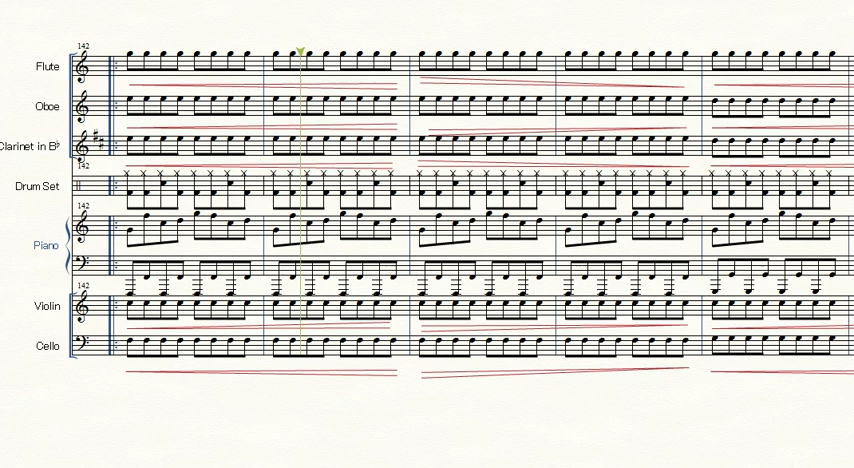 142
Flute
Oboe
Clarinet in B♭
142
Drum Set
142
Piano
142
Violin
Cello